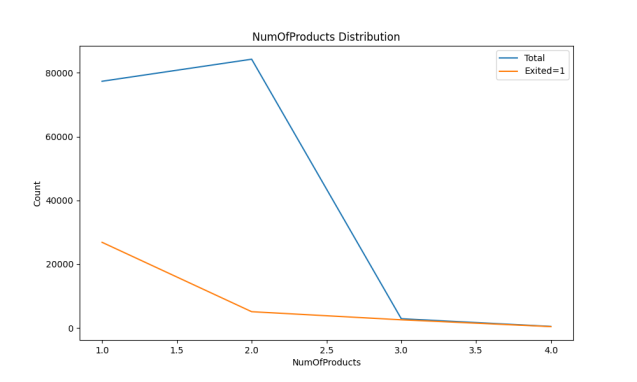 NumOfProducts Distribution
Total
Exited=1
80000
60000
40000
20000
0
Count
1.0 1.5 2.0 2.5 3.0 3.5 4.0
NumOfProducts